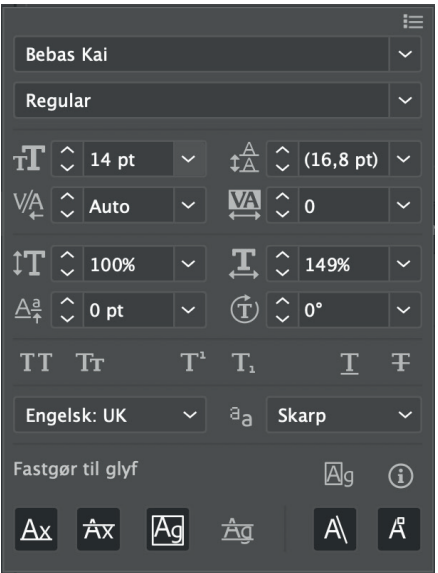 Bebas Kai
Regular
14 pt (16,8 pt)
Auto 0
100% 149%
0 pt 0°
Engelsk: UK Skarp
Fastgør til glyf